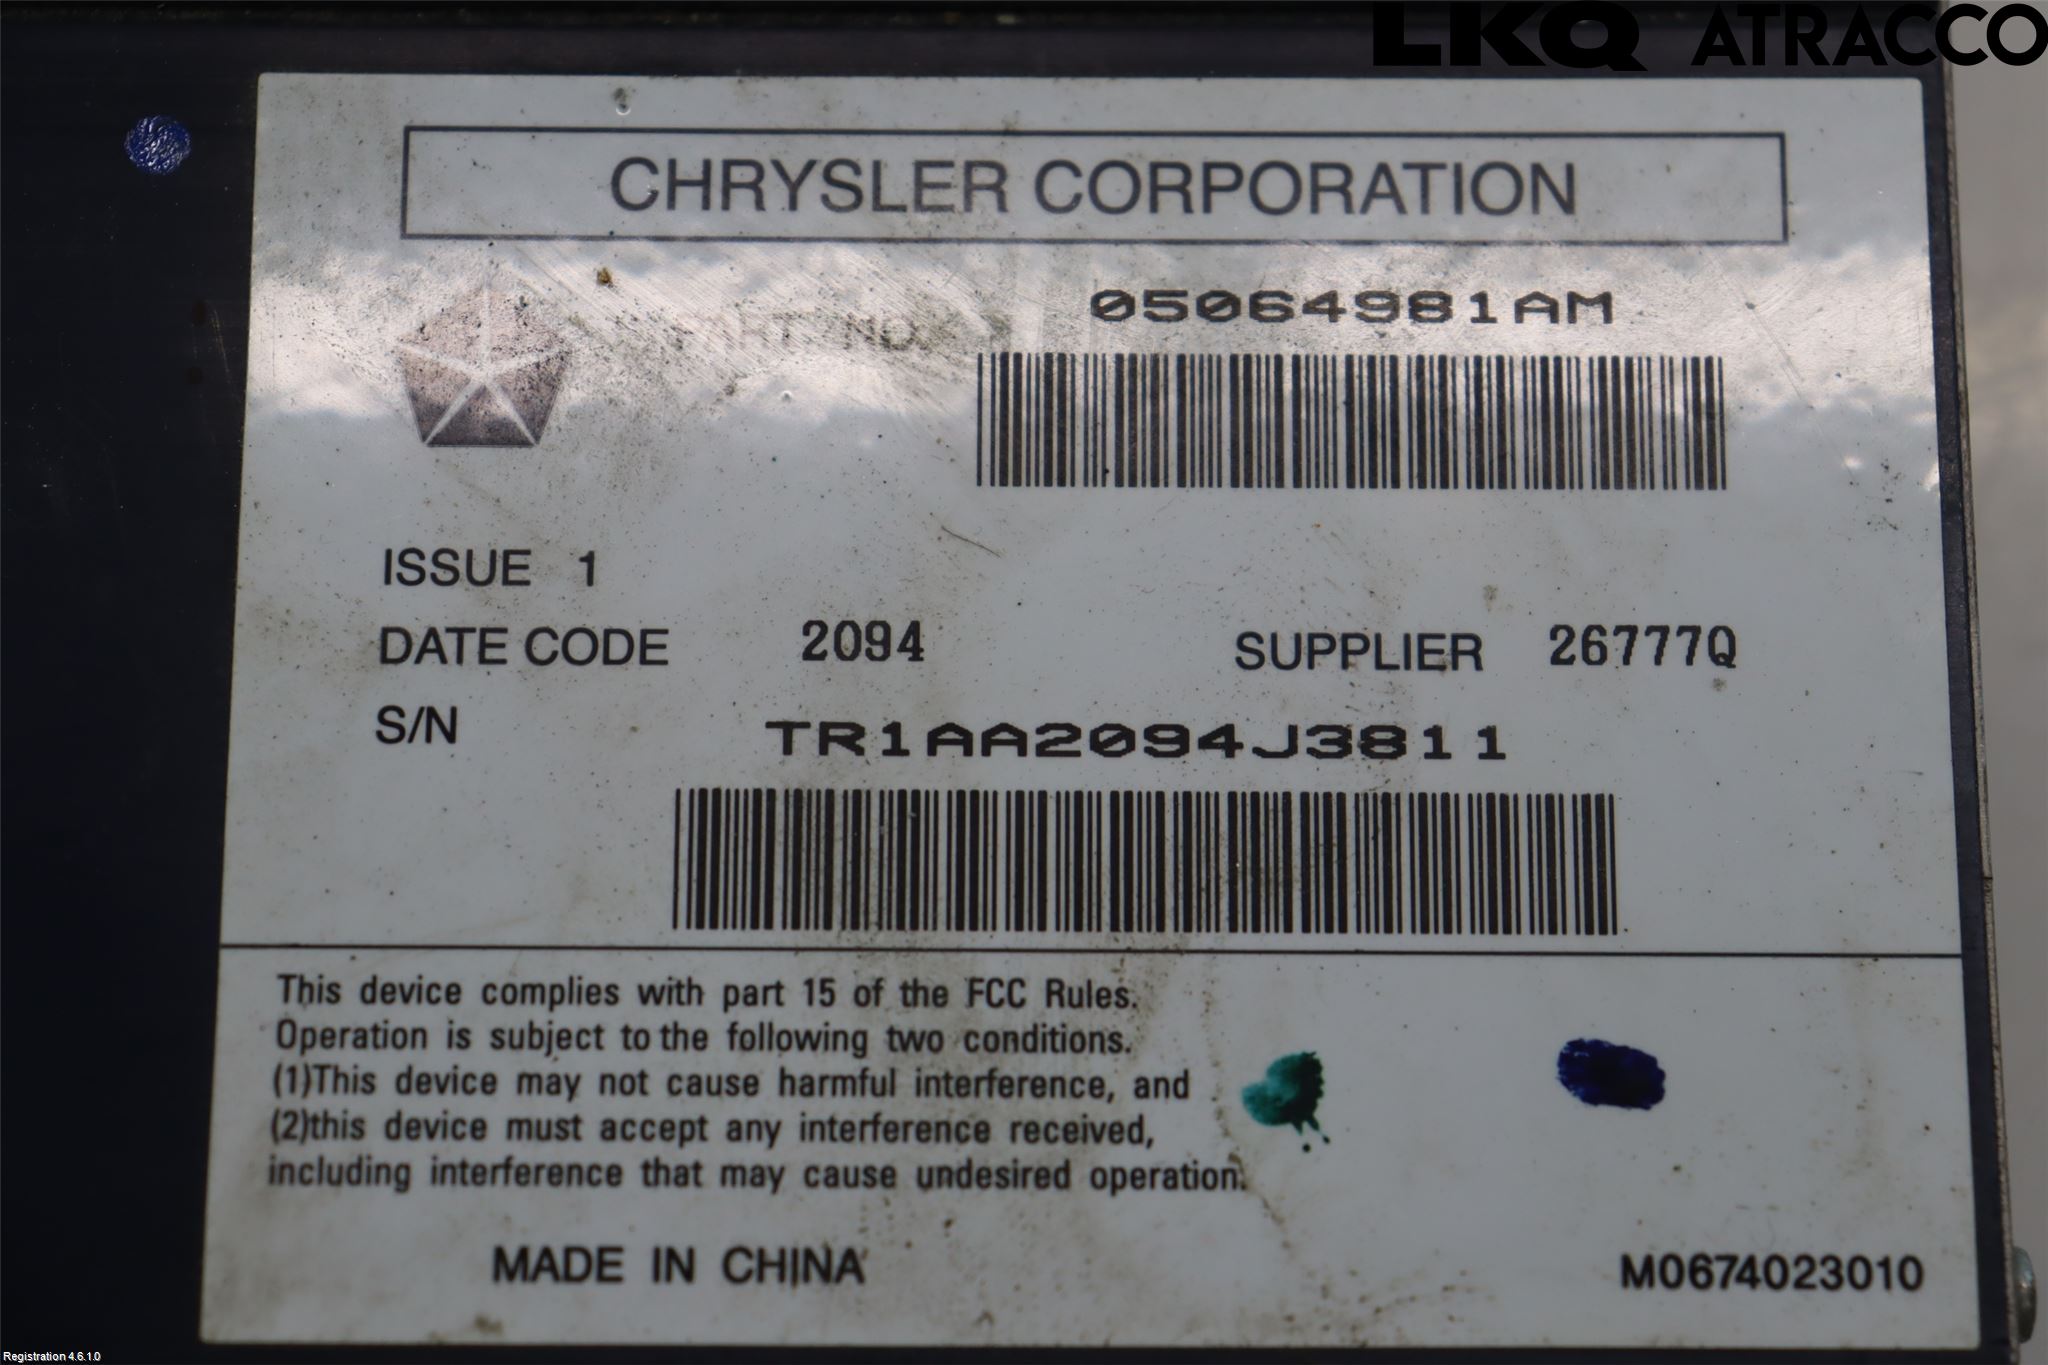 LKQ ATRACCO
CHRYSLER CORPORATION
NO. 05064981AM
ISSUE 1
DATE CODE 2094 SUPPLIER 26777Q
S/N TR1AA2094J3811
This device complies with part 15 of the FCC Rules.
Operation is subject to the following two conditions.
(1)This device may not cause harmful interference, and
(2)this device must accept any interference received,
including interference that may cause undesired operation.
MADE IN CHINA M0674023010
Registration 4.6.1.0